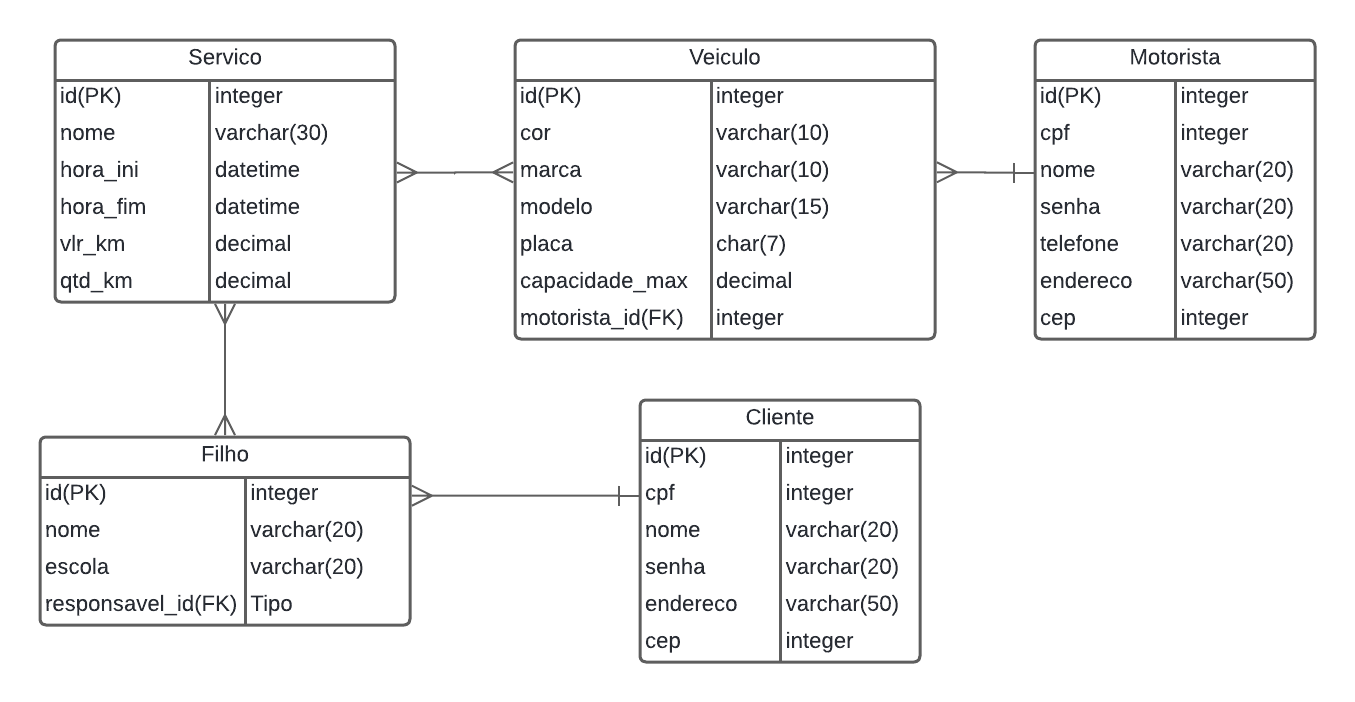 Servico
id(PK) integer
nome varchar(30)
hora_ini datetime
hora_fim datetime
vlr_km decimal
qtd_km decimal
Veiculo
id(PK) integer
cor varchar(10)
marca varchar(10)
modelo varchar(15)
placa char(7)
capacidade_max decimal
motorista_id(FK) integer
Motorista
id(PK) integer
cpf integer
nome varchar(20)
senha varchar(20)
telefone varchar(20)
endereco varchar(50)
cep integer
Filho
id(PK) integer
nome varchar(20)
escola varchar(20)
responsavel_id(FK) Tipo
Cliente
id(PK) integer
cpf integer
nome varchar(20)
senha varchar(20)
endereco varchar(50)
cep integer